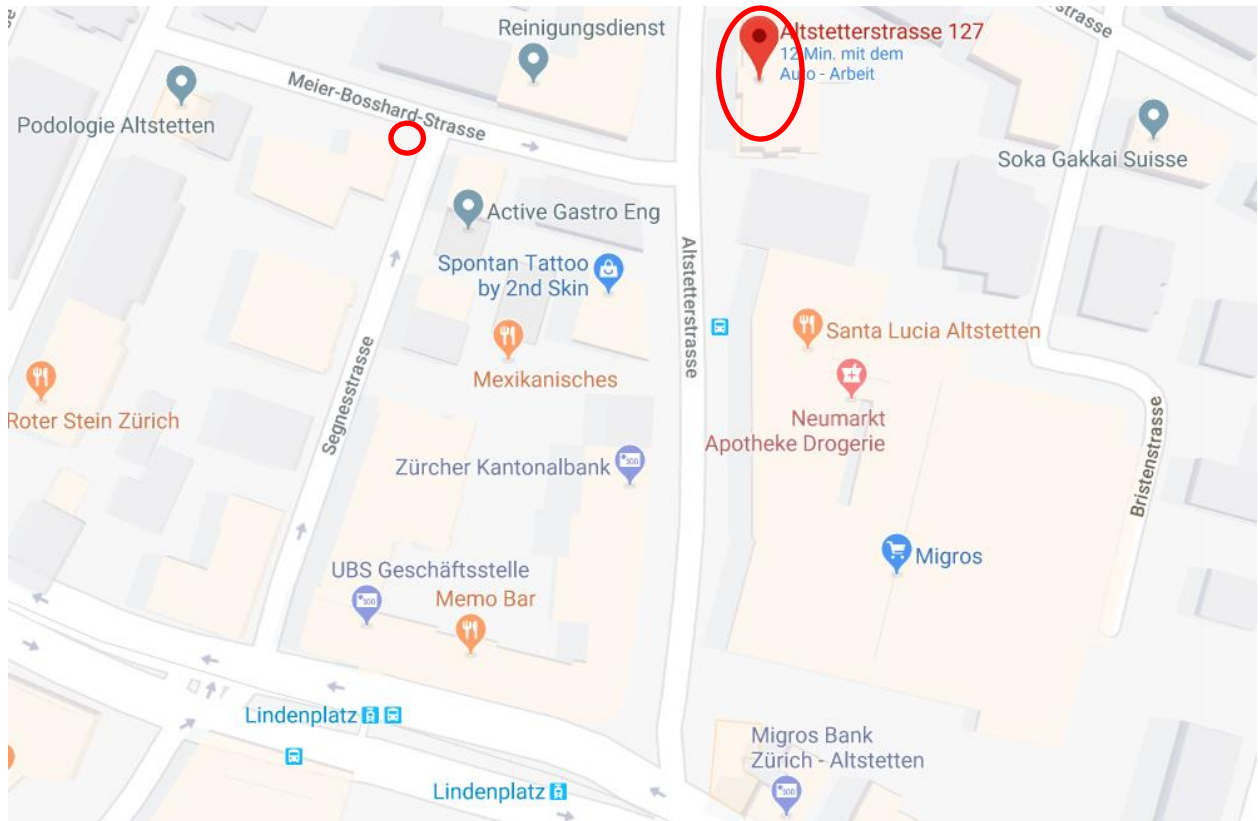 Reinigungsdienst
Altstetterstrasse 127
12 Min. mit dem
Auto - Arbeit
strasse
Meier-Bosshard-Strasse
Podologie Altstetten
Soka Gakkai Suisse
Active Gastro Eng
Spontan Tattoo
by 2nd Skin
Altstetterstrasse
Santa Lucia Altstetten
Mexikanisches
Neumarkt
Apotheke Drogerie
Roter Stein Zürich
Segnesstrasse
Zürcher Kantonalbank
Bristenstrasse
Migros
UBS Geschäftsstelle
Memo Bar
Lindenplatz
Migros Bank
Zürich - Altstetten
Lindenplatz